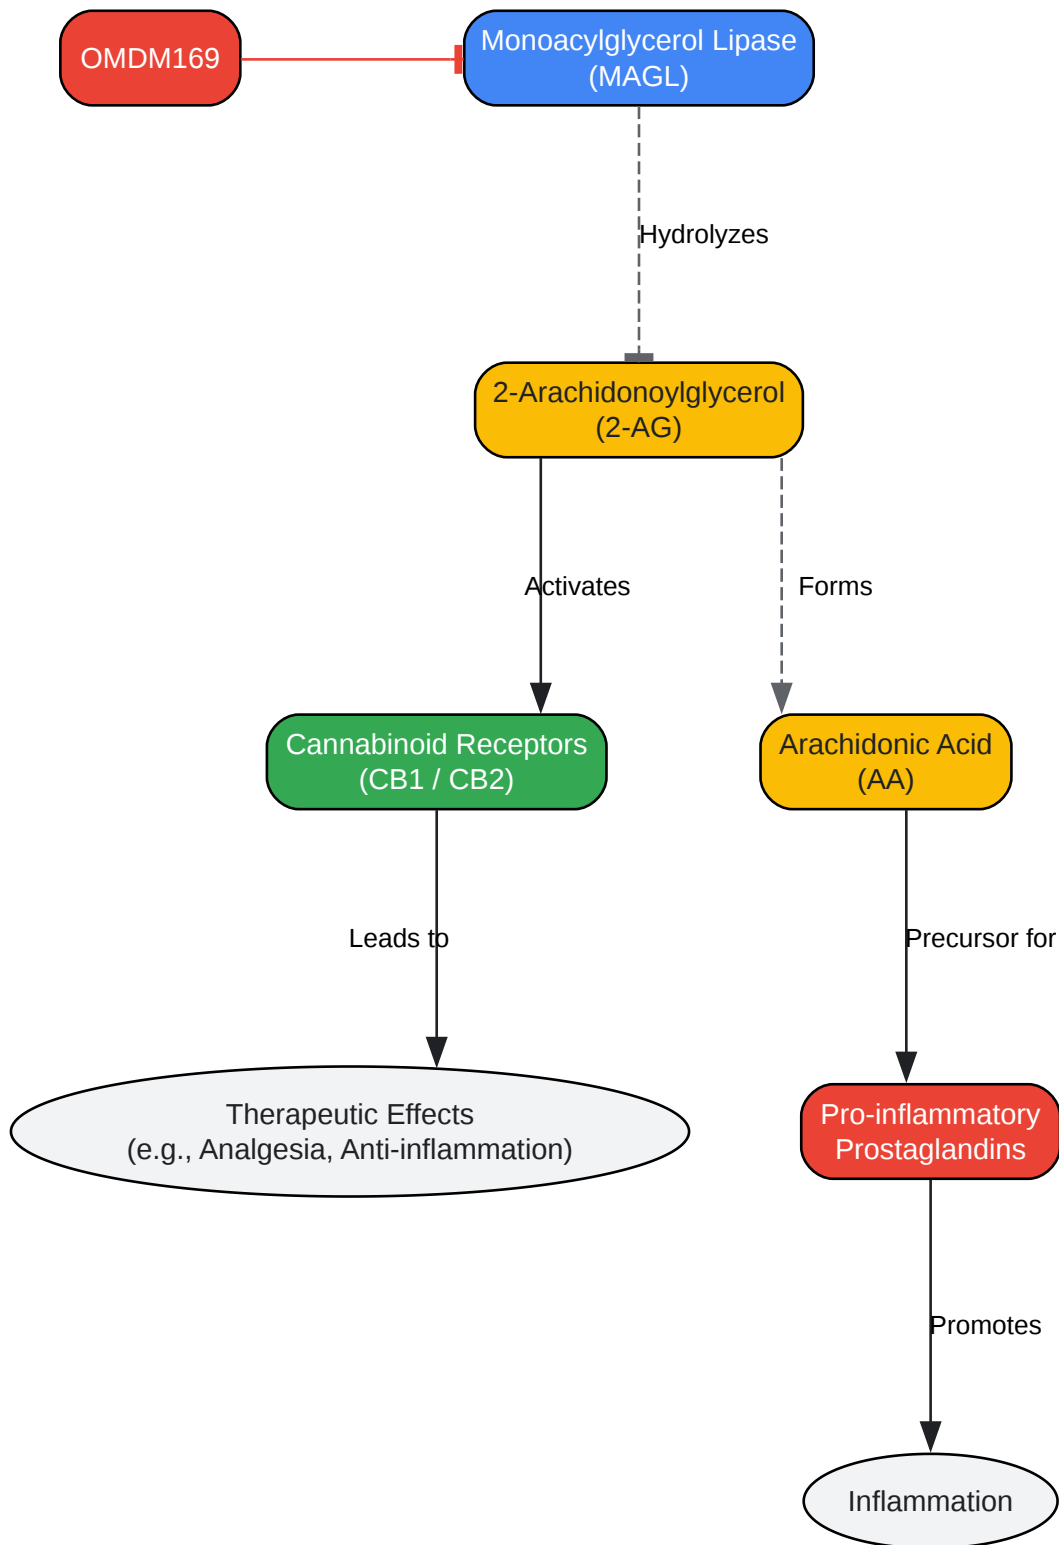 OMDM169
Monoacylglycerol Lipase
(MAGL)
Hydrolyzes
2-Arachidonoylglycerol
(2-AG)
Activates
Forms
Cannabinoid Receptors
(CB1 / CB2)
Arachidonic Acid
(AA)
Leads to
Precursor for
Therapeutic Effects
(e.g., Analgesia, Anti-inflammation)
Pro-inflammatory
Prostaglandins
Promotes
Inflammation